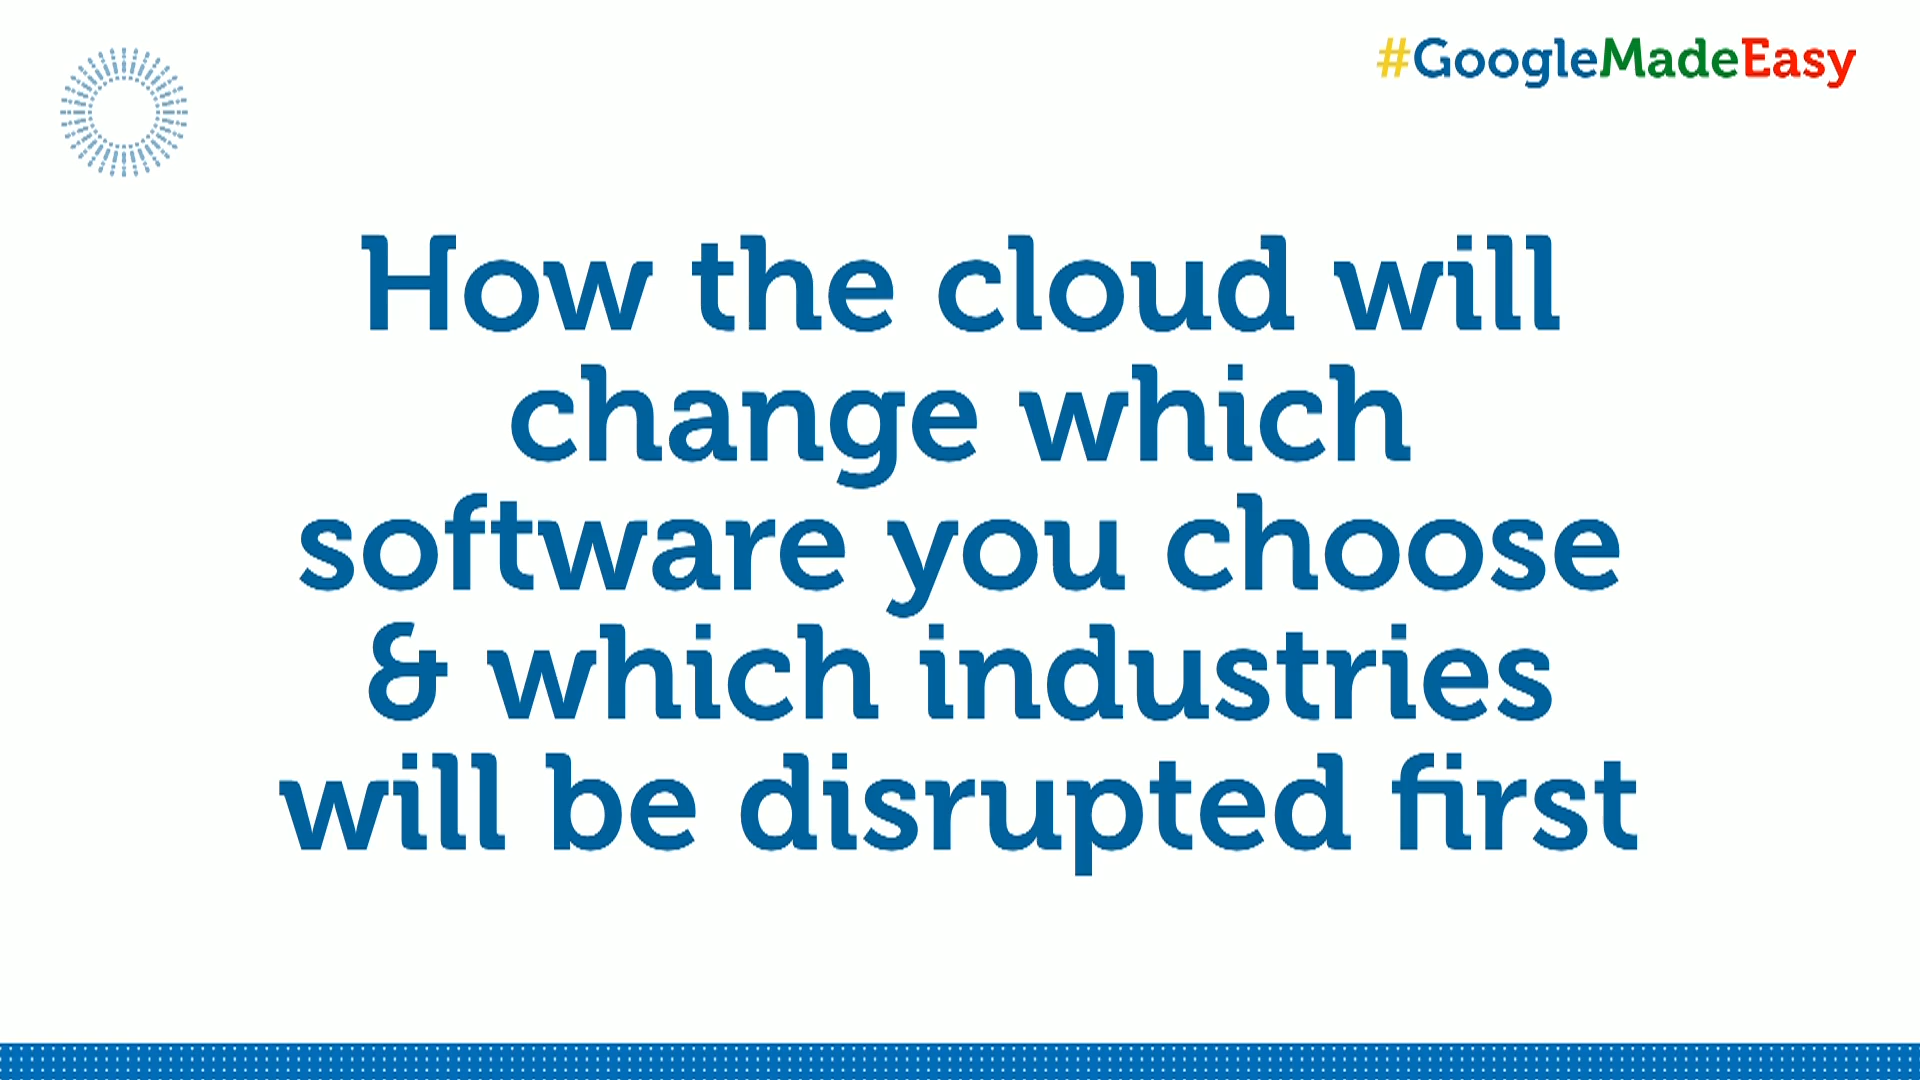 #GoogleMadeEasy
How the cloud will
change which
software you choose
& which industries
will be disrupted first